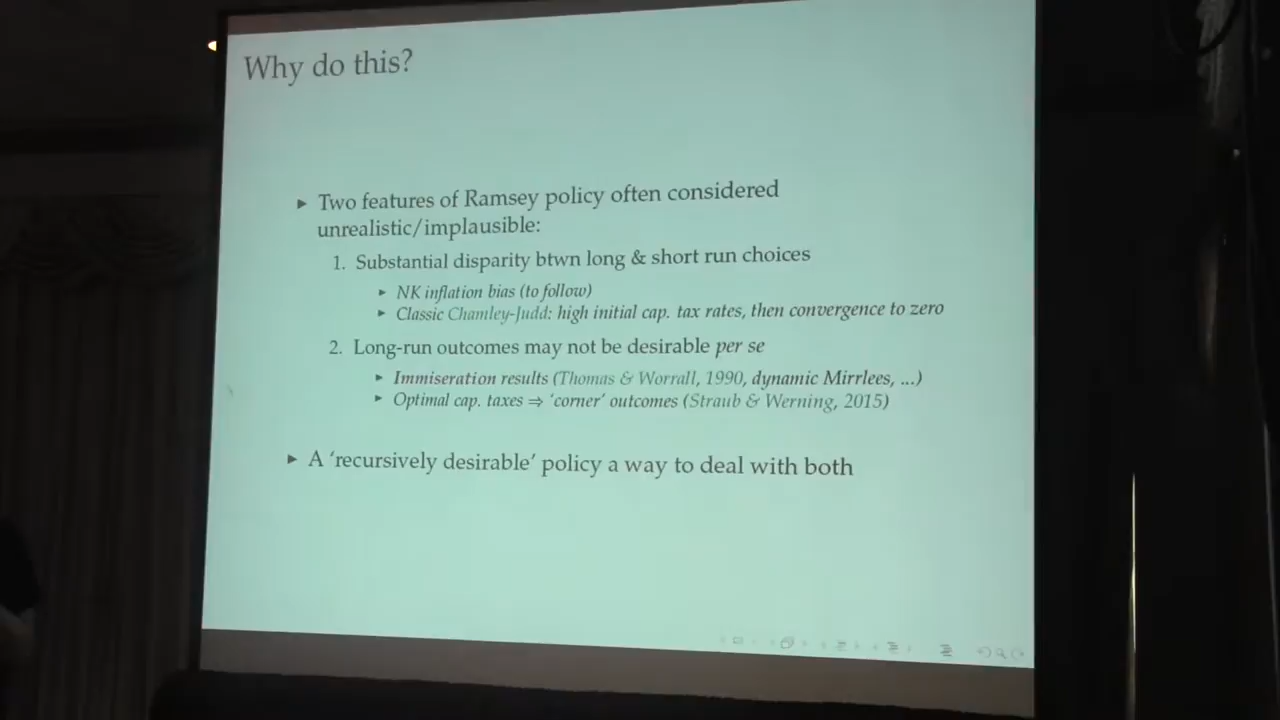 Why do this?
▸ Two features of Ramsey policy often considered
unrealistic/implausible:
1. Substantial disparity btwn long & short run choices
▸ NK inflation bias (to follow)
▸ Classic Chamley-Judd: high initial cap. tax rates, then convergence to zero
2. Long-run outcomes may not be desirable per se
▸ Immiseration results (Thomas & Worrall, 1990, dynamic Mirrlees, ...)
▸ Optimal cap. taxes ⇒ ‘corner’ outcomes (Straub & Werning, 2015)
▸ A ‘recursively desirable’ policy a way to deal with both